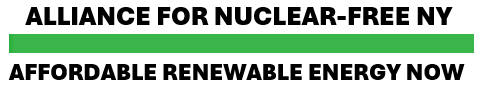 ALLIANCE FOR NUCLEAR-FREE NY
AFFORDABLE RENEWABLE ENERGY NOW